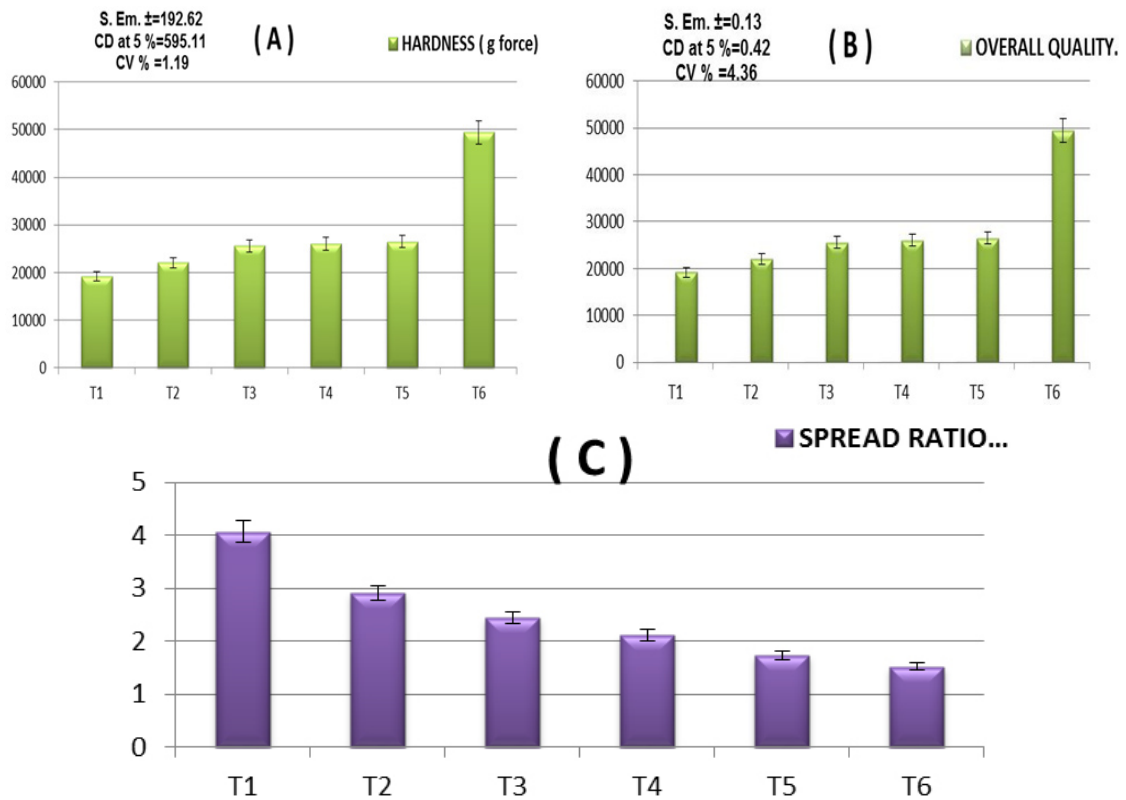 S. Em. ±=192.62
CD at 5 %=595.11
CV % =1.19
( A )
HARDNESS ( g force)
60000
50000
40000
30000
20000
10000
0
T1 T2 T3 T4 T5 T6
S. Em. ±=0.13
CD at 5 %=0.42
CV % =4.36
( B )
OVERALL QUALITY.
60000
50000
40000
30000
20000
10000
0
T1 T2 T3 T4 T5 T6
( C )
SPREAD RATIO...
5
4
3
2
1
0
T1 T2 T3 T4 T5 T6